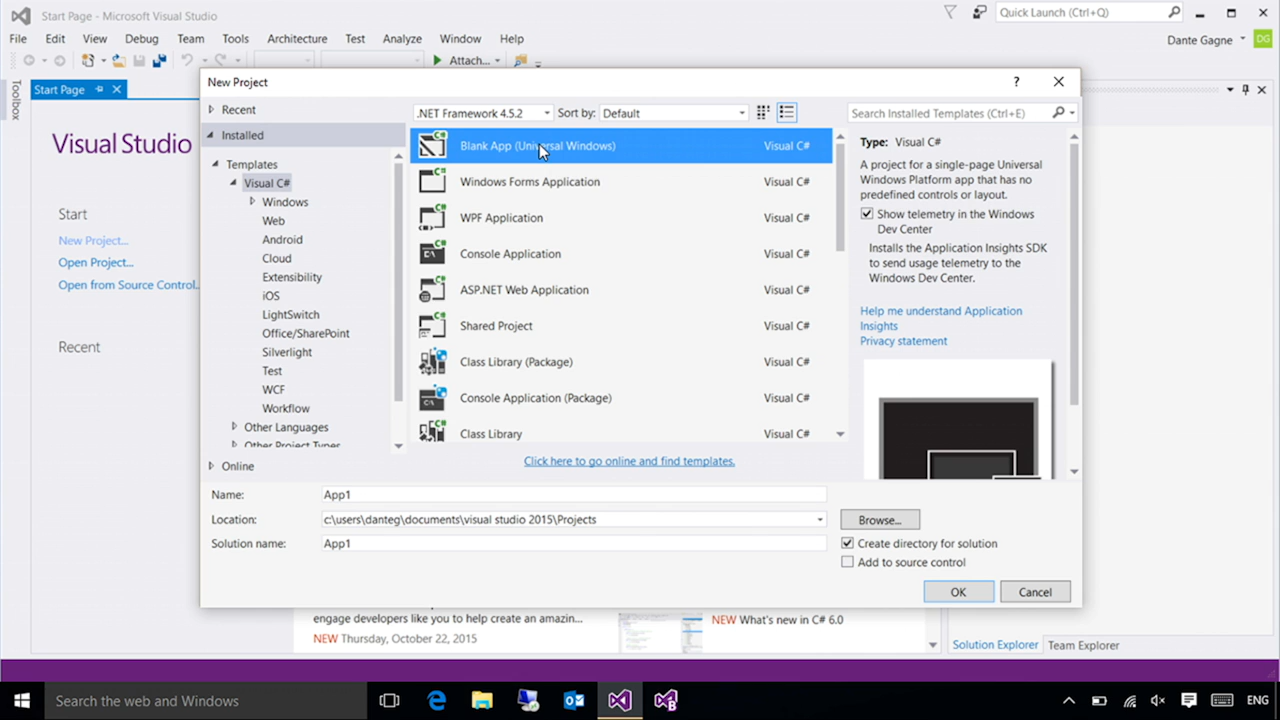 Start Page - Microsoft Visual Studio
Quick Launch (Ctrl+Q)
File Edit View Debug Team Tools Architecture Test Analyze Window Help
Dante Gagne
DG
Attach...
Toolbox
Start Page
Visual Studio
Start
New Project...
Open Project...
Open from Source Control..
Recent
New Project
?
Recent
Installed
Templates
Visual C#
Windows
Web
Android
Cloud
Extensibility
iOS
LightSwitch
Office/SharePoint
Silverlight
Test
WCF
Workflow
Other Languages
Other Project Types
Online
.NET Framework 4.5.2
Sort by: Default
Search Installed Templates (Ctrl+E)
Blank App (Universal Windows) Visual C#
Windows Forms Application Visual C#
WPF Application Visual C#
Console Application Visual C#
ASP.NET Web Application Visual C#
Shared Project Visual C#
Class Library (Package) Visual C#
Console Application (Package) Visual C#
Class Library Visual C#
Click here to go online and find templates.
Type: Visual C#
A project for a single-page Universal
Windows Platform app that has no
predefined controls or layout.
Show telemetry in the Windows
Dev Center
Installs the Application Insights SDK
to send usage telemetry to the
Windows Dev Center.
Help me understand Application
Insights
Privacy statement
Name: App1
Location: c:\users\danteg\documents\visual studio 2015\Projects
Browse...
Solution name: App1
Create directory for solution
Add to source control
OK
Cancel
engage developers like you to help create an amazin...
NEW Thursday, October 22, 2015
NEW What's new in C# 6.0
Solution Explorer Team Explorer
Search the web and Windows
ENG